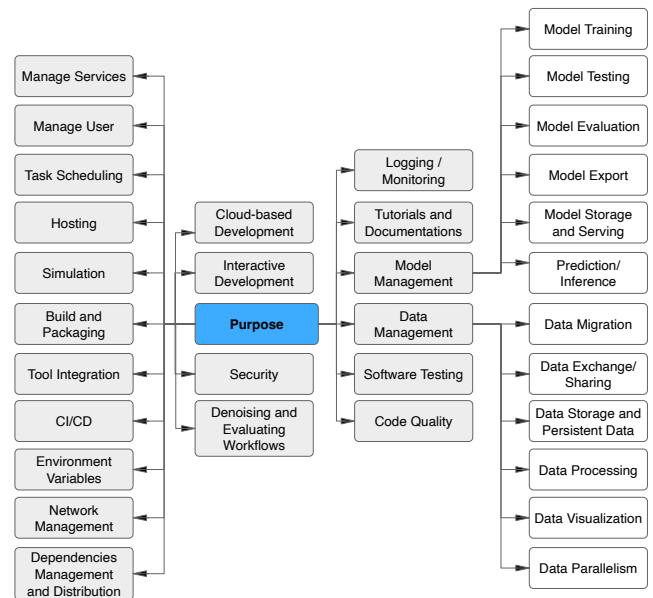 Manage Services
Manage User
Task Scheduling
Hosting
Simulation
Build and
Packaging
Tool Integration
CI/CD
Environment
Variables
Network
Management
Dependencies
Management
and Distribution
Cloud-based
Development
Interactive
Development
Purpose
Security
Denoising and
Evaluating
Workflows
Logging /
Monitoring
Tutorials and
Documentations
Model
Management
Data
Management
Software Testing
Code Quality
Model Training
Model Testing
Model Evaluation
Model Export
Model Storage
and Serving
Prediction/
Inference
Data Migration
Data Exchange/
Sharing
Data Storage and
Persistent Data
Data Processing
Data Visualization
Data Parallelism